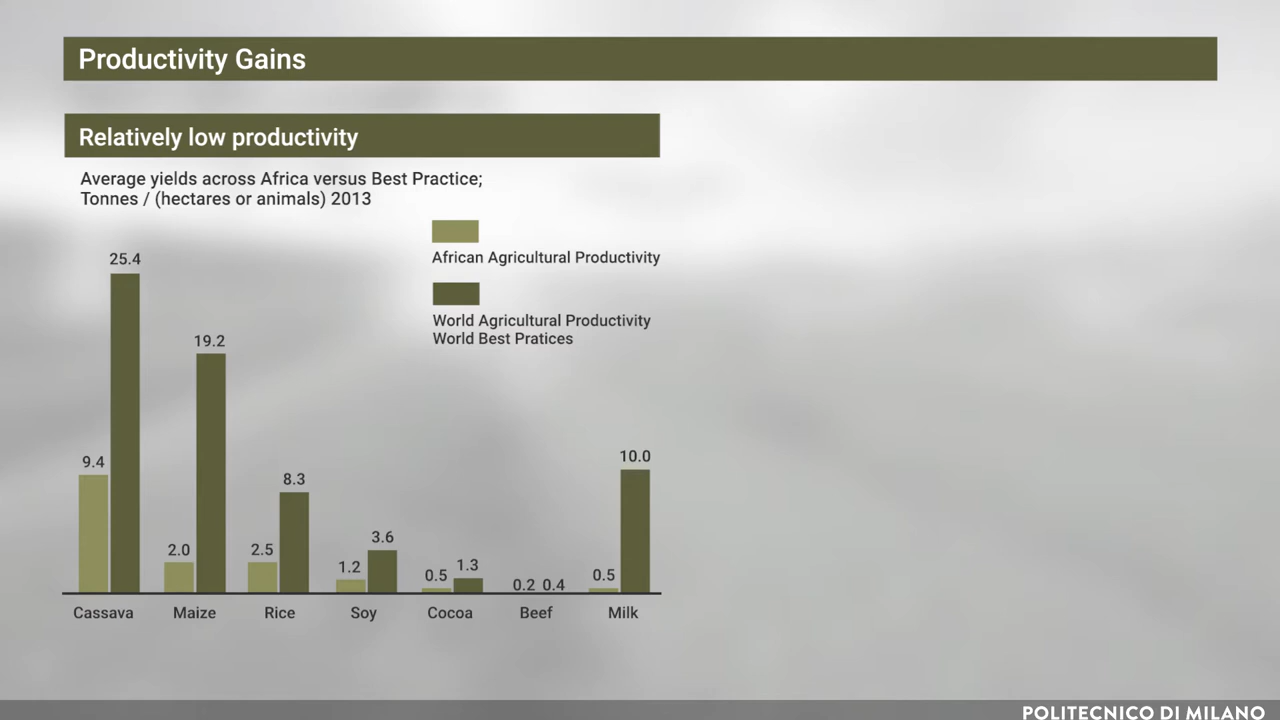 Productivity Gains
Relatively low productivity
Average yields across Africa versus Best Practice;
Tonnes / (hectares or animals) 2013
African Agricultural Productivity
World Agricultural Productivity
World Best Pratices
25.4
19.2
9.4
2.0
2.5
8.3
1.2
3.6
0.5
1.3
0.2
0.4
0.5
10.0
Cassava
Maize
Rice
Soy
Cocoa
Beef
Milk
POLITECNICO DI MILANO